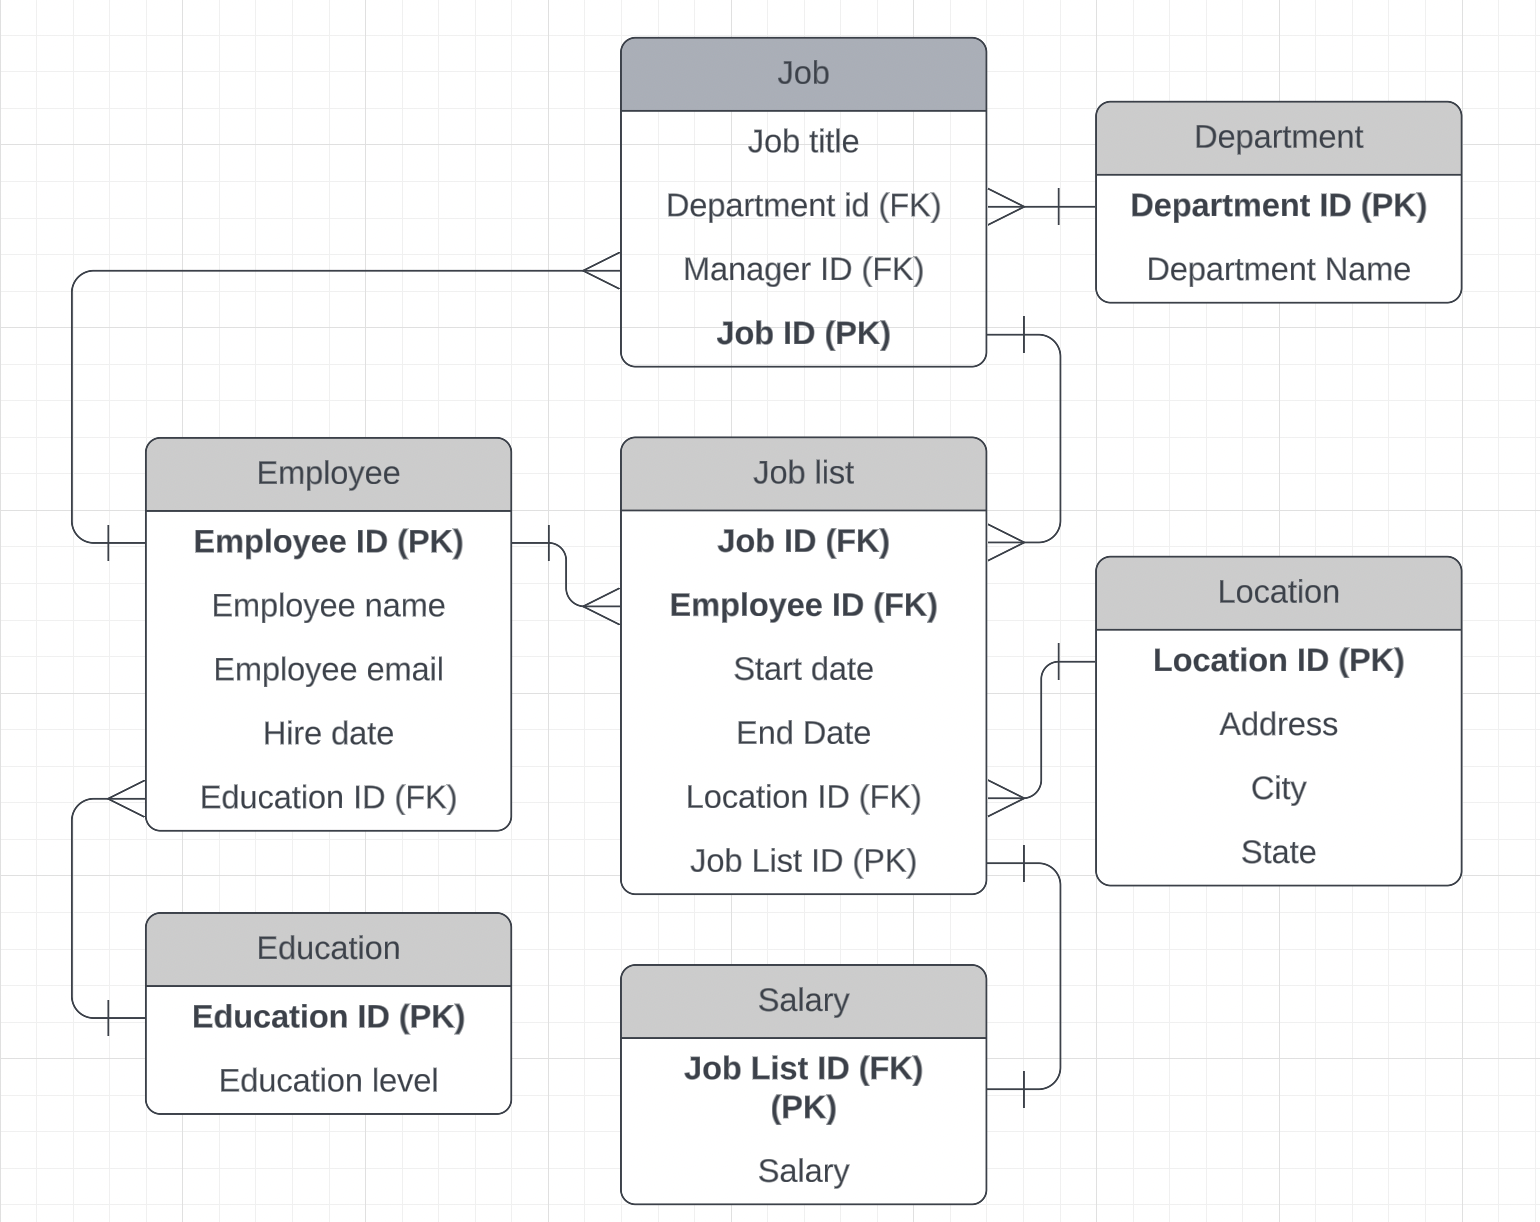 Job
Job title
Department id (FK)
Manager ID (FK)
Job ID (PK)
Department
Department ID (PK)
Department Name
Employee
Employee ID (PK)
Employee name
Employee email
Hire date
Education ID (FK)
Job list
Job ID (FK)
Employee ID (FK)
Start date
End Date
Location ID (FK)
Job List ID (PK)
Location
Location ID (PK)
Address
City
State
Education
Education ID (PK)
Education level
Salary
Job List ID (FK)
(PK)
Salary